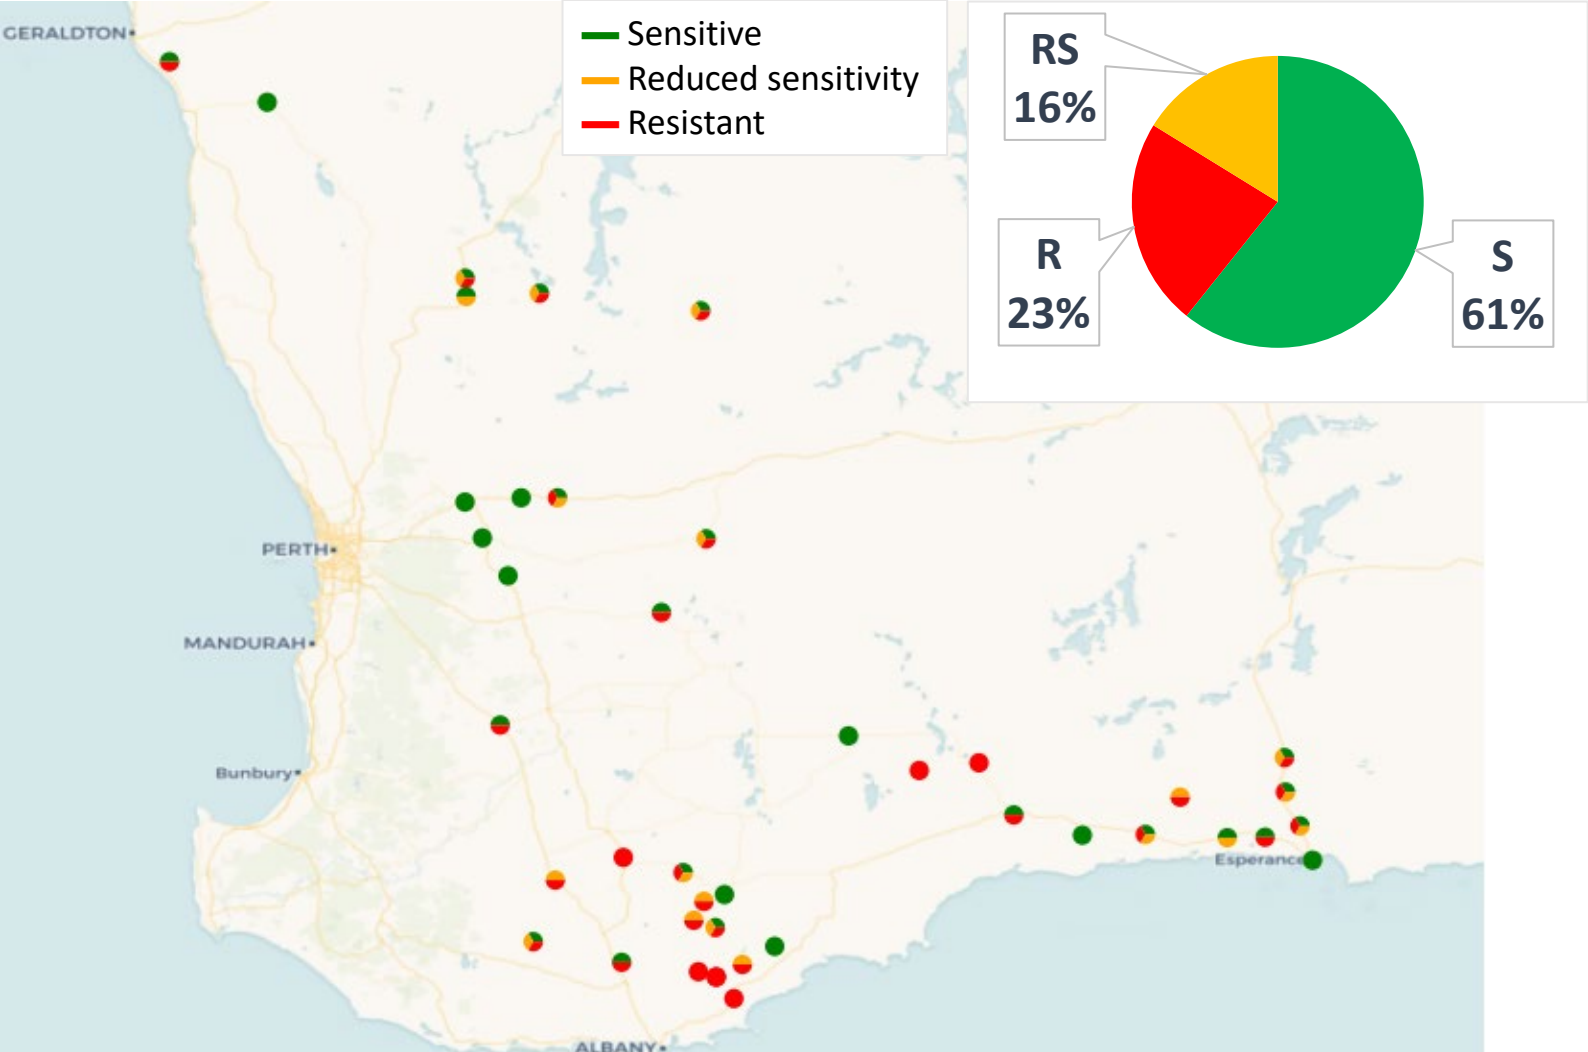 GERALDTON
Sensitive
Reduced sensitivity
Resistant
RS
16%
R
23%
S
61%
PERTH
MANDURAH
Bunbury
Esperance
ALBANY